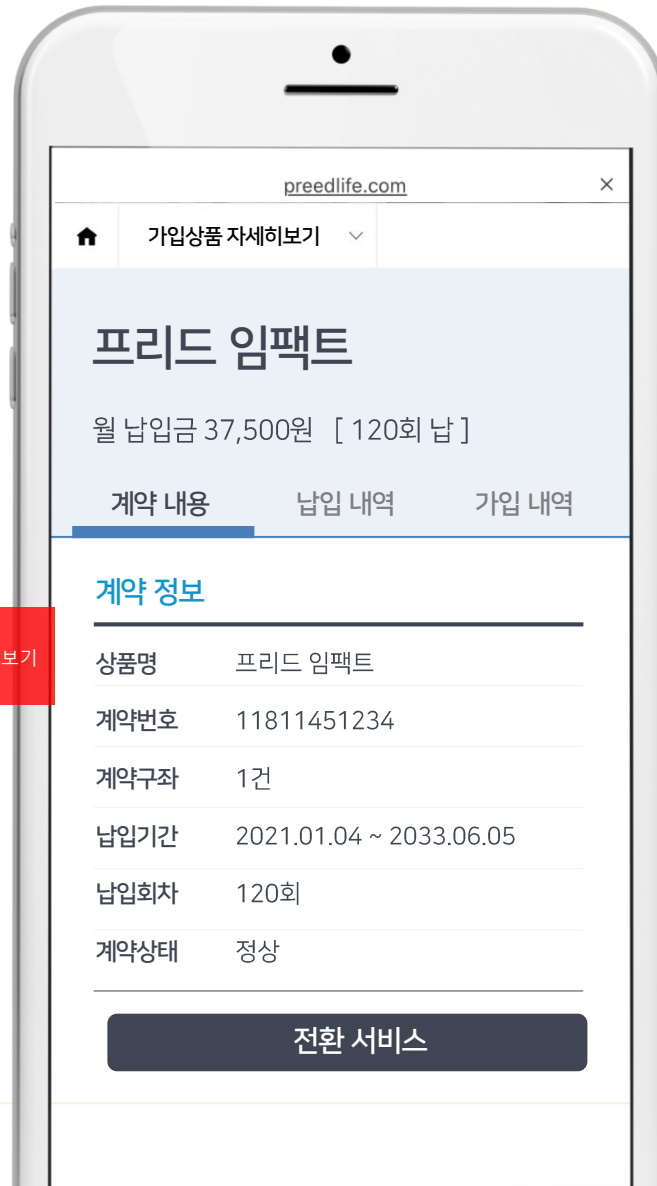 preedlife.com
가입상품 자세히보기
프리드 임팩트
월 납입금 37,500원 [ 120회 납 ]
계약 내용 납입 내역 가입 내역
계약 정보
보기
상품명 프리드 임팩트
계약번호 11811451234
계약구좌 1건
납입기간 2021.01.04 ~ 2033.06.05
납입회차 120회
계약상태 정상
전환 서비스